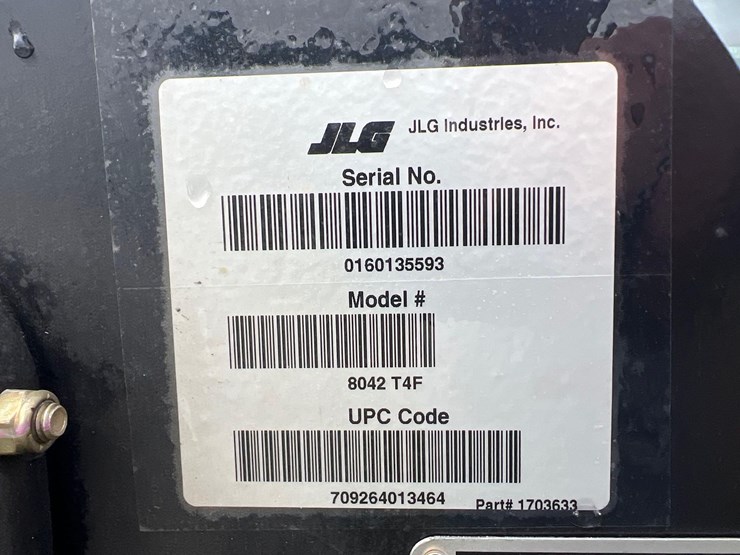 JLG JLG Industries, Inc.
Serial No.
0160135593
Model #
8042 T4F
UPC Code
709264013464
Part# 1703633